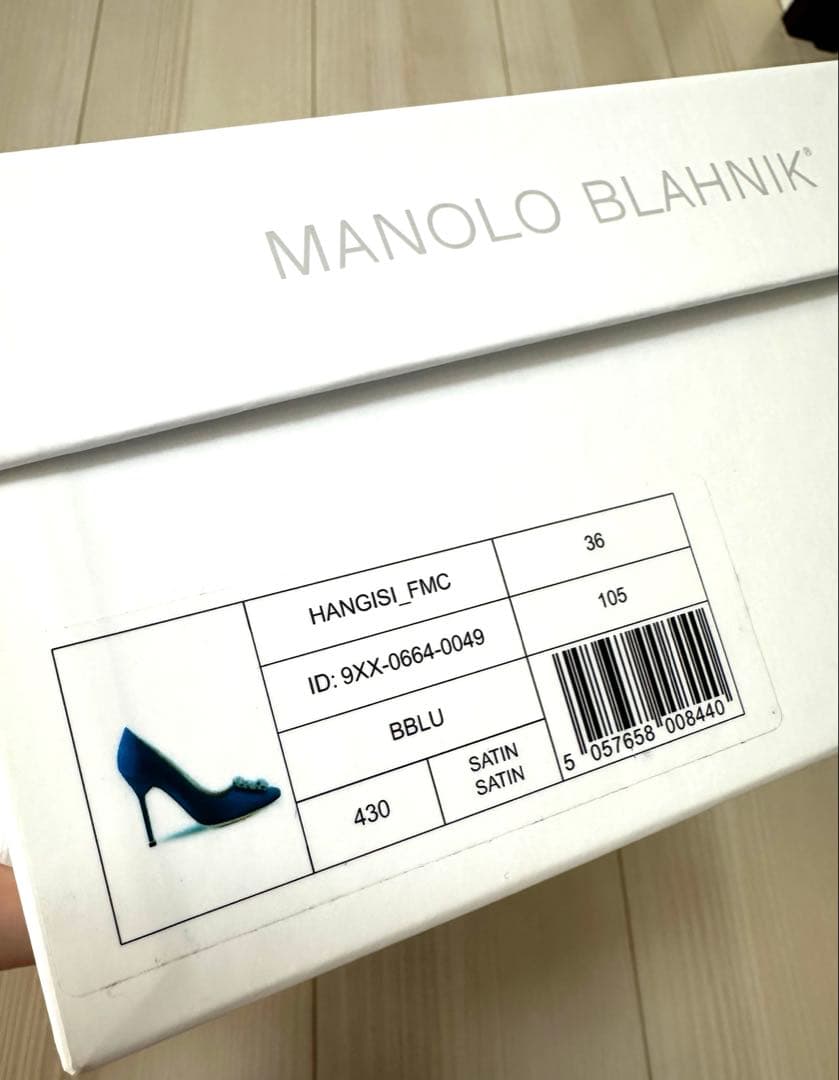 MANOLO BLAHNIK®
HANGISI_FMC
36
ID: 9XX-0664-0049
105
BBLU
430
SATIN
SATIN
5 057658 008440